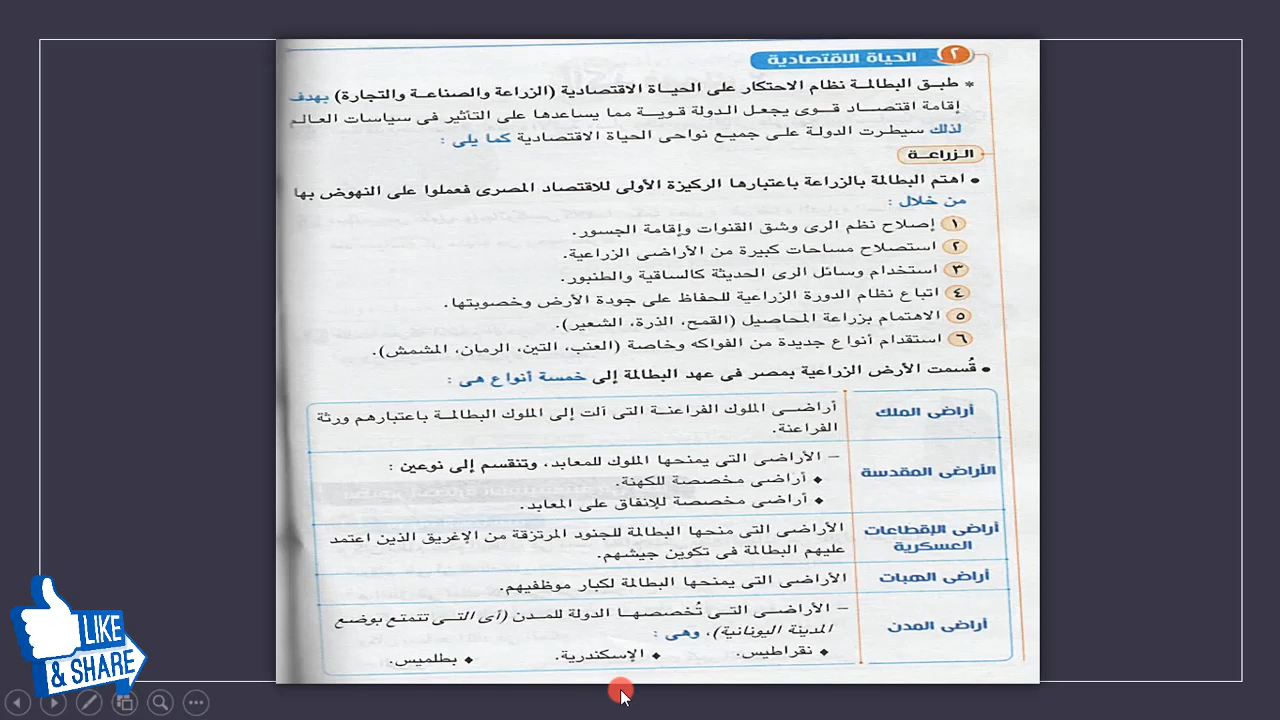 ٢ الحياة الاقتصادية
* طبق البطالمة نظام الاحتكار على الحياة الاقتصادية (الزراعة والصناعة والتجارة) بهدف
إقامة اقتصاد قوى يجعل الدولة قوية مما يساعدها على التأثير فى سياسات العالم
لذلك سيطرت الدولة على جميع نواحى الحياة الاقتصادية كما يلى :
الزراعة
• اهتم البطالمة بالزراعة باعتبارها الركيزة الأولى للاقتصاد المصرى فعملوا على النهوض بها
من خلال :
١ إصلاح نظم الرى وشق القنوات وإقامة الجسور.
٢ استصلاح مساحات كبيرة من الأراضى الزراعية.
٣ استخدام وسائل الرى الحديثة كالساقية والطنبور.
٤ اتباع نظام الدورة الزراعية للحفاظ على جودة الأرض وخصوبتها.
٥ الاهتمام بزراعة المحاصيل (القمح، الذرة، الشعير).
٦ استقدام أنواع جديدة من الفواكه وخاصة (العنب، التين، الرمان، المشمش).
• قُسمت الأرض الزراعية بمصر فى عهد البطالمة إلى خمسة أنواع هى :
أراضى الملك
أراضى الملوك الفراعنة التى آلت إلى الملوك البطالمة باعتبارهم ورثة
الفراعنة.
الأراضى المقدسة
– الأراضى التى يمنحها الملوك للمعابد، وتنقسم إلى نوعين :
♦ أراضى مخصصة للكهنة.
♦ أراضى مخصصة للإنفاق على المعابد.
أراضى الإقطاعات
العسكرية
الأراضى التى منحها البطالمة للجنود المرتزقة من الإغريق الذين اعتمد
عليهم البطالمة فى تكوين جيشهم.
أراضى الهبات
الأراضى التى يمنحها البطالمة لكبار موظفيهم.
أراضى المدن
– الأراضى التى تُخصصها الدولة للمدن (أى التى تتمتع بوضع
المدينة اليونانية)، وهى :
♦ نقراطيس. ♦ الإسكندرية. ♦ بطلميس.
LIKE
& SHARE